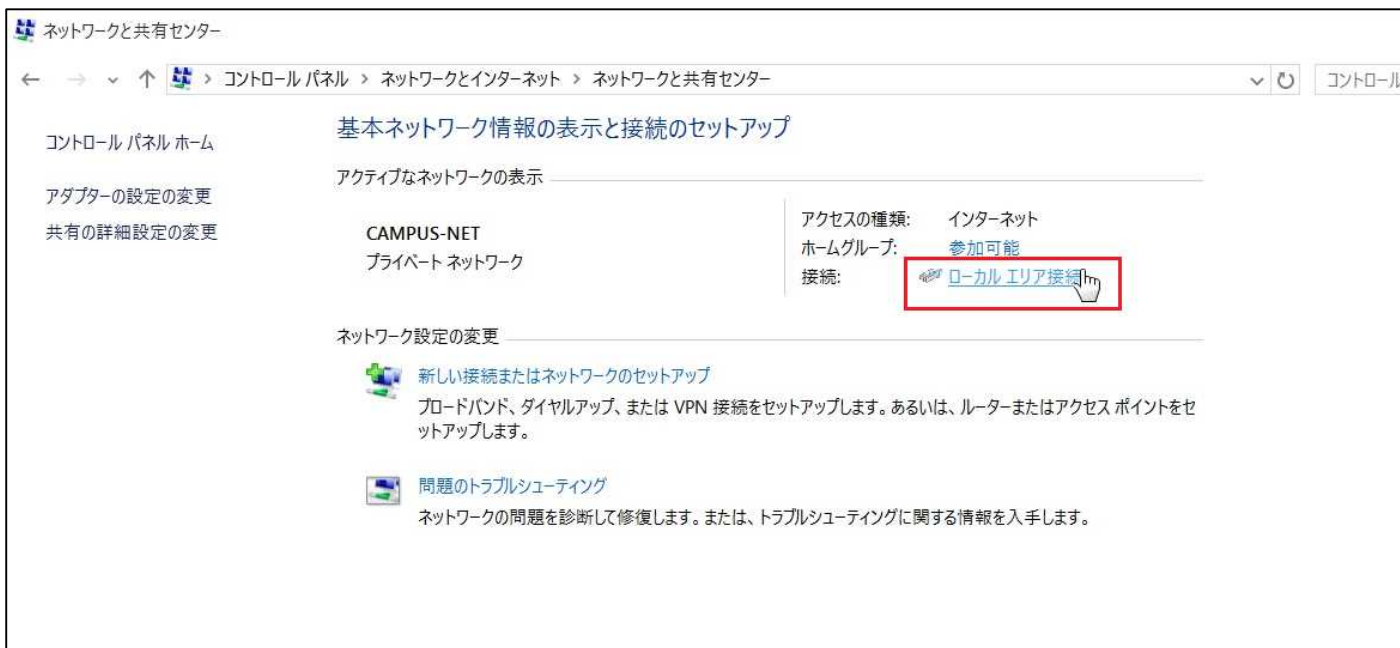 ネットワークと共有センター
コントロール パネル > ネットワークとインターネット > ネットワークと共有センター
コントロール
コントロール パネル ホーム
アダプターの設定の変更
共有の詳細設定の変更
基本ネットワーク情報の表示と接続のセットアップ
アクティブなネットワークの表示
CAMPUS-NET
プライベート ネットワーク
アクセスの種類: インターネット
ホームグループ: 参加可能
接続: ローカル エリア接続
ネットワーク設定の変更
新しい接続またはネットワークのセットアップ
ブロードバンド、ダイヤルアップ、または VPN 接続をセットアップします。あるいは、ルーターまたはアクセス ポイントをセ
ットアップします。
問題のトラブルシューティング
ネットワークの問題を診断して修復します。または、トラブルシューティングに関する情報を入手します。